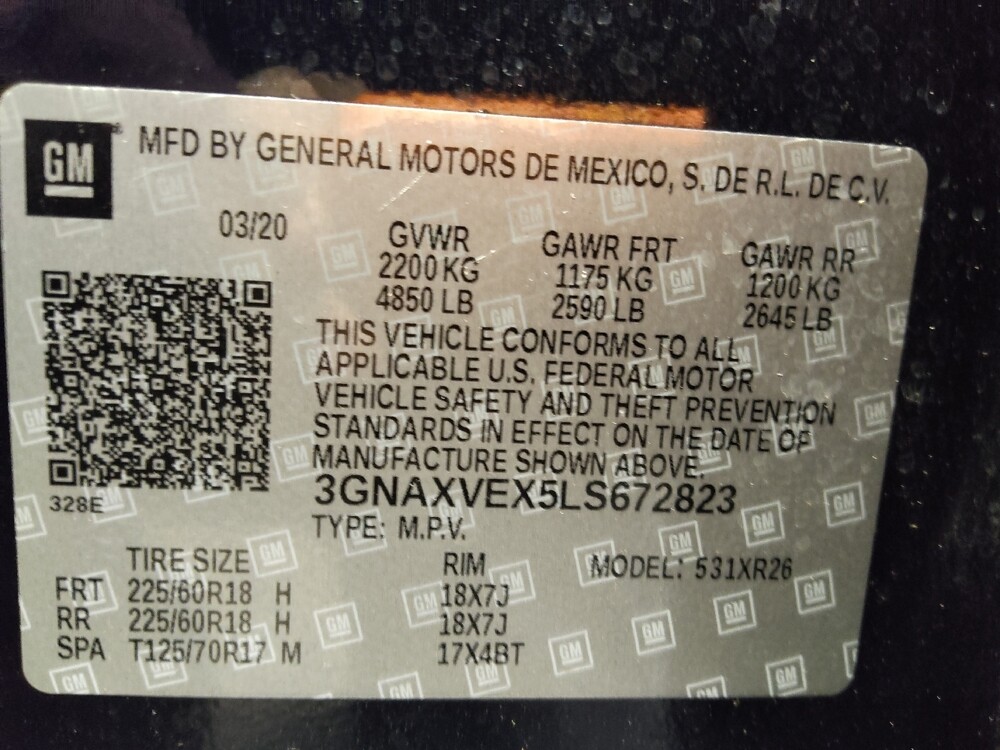 GM
MFD BY GENERAL MOTORS DE MEXICO, S. DE R.L. DE C.V.
03/20
GVWR GAWR FRT GAWR RR
2200 KG 1175 KG 1200 KG
4850 LB 2590 LB 2645 LB
THIS VEHICLE CONFORMS TO ALL
APPLICABLE U.S. FEDERAL MOTOR
VEHICLE SAFETY AND THEFT PREVENTION
STANDARDS IN EFFECT ON THE DATE OF
MANUFACTURE SHOWN ABOVE.
3GNAXVEX5LS672823
328E
TYPE: M.P.V.
TIRE SIZE RIM MODEL: 531XR26
FRT 225/60R18 H 18X7J
RR 225/60R18 H 18X7J
SPA T125/70R17 M 17X4BT